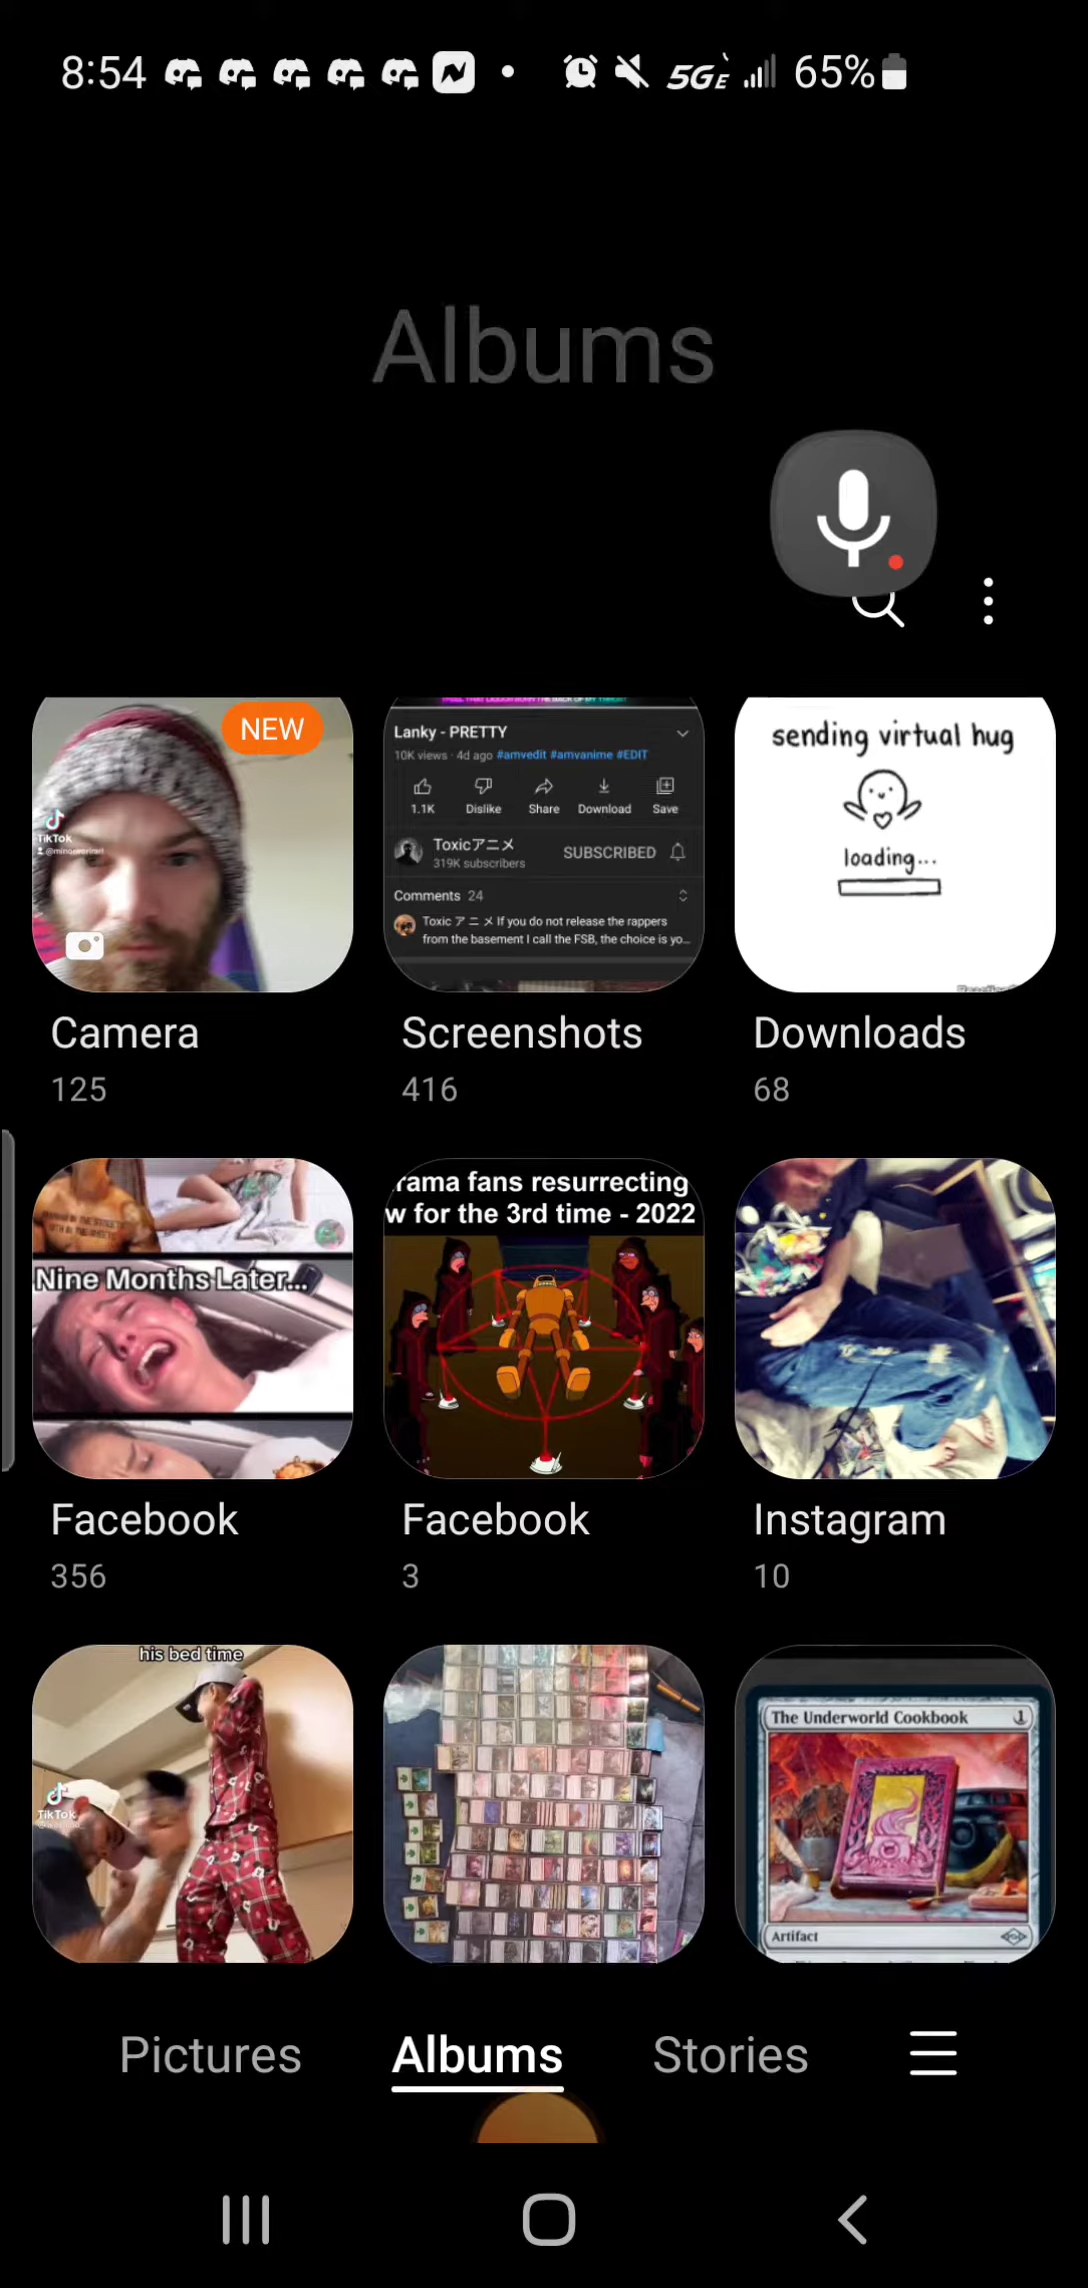 8:54
5GE
65%
Albums
NEW
TikTok
Lanky - PRETTY
10K views · 4d ago #amvedit #amvanime #EDIT
1.1K Dislike Share Download Save
Toxicアニメ
319K subscribers
SUBSCRIBED
Comments 24
Toxic アニメ If you do not release the rappers
from the basement I call the FSB, the choice is yo...
sending virtual hug
loading...
Camera
125
Screenshots
416
Downloads
68
Nine Months Later...
rama fans resurrecting
w for the 3rd time - 2022
Facebook
356
Facebook
3
Instagram
10
his bed time
TikTok
The Underworld Cookbook 1
Artifact
Pictures Albums Stories